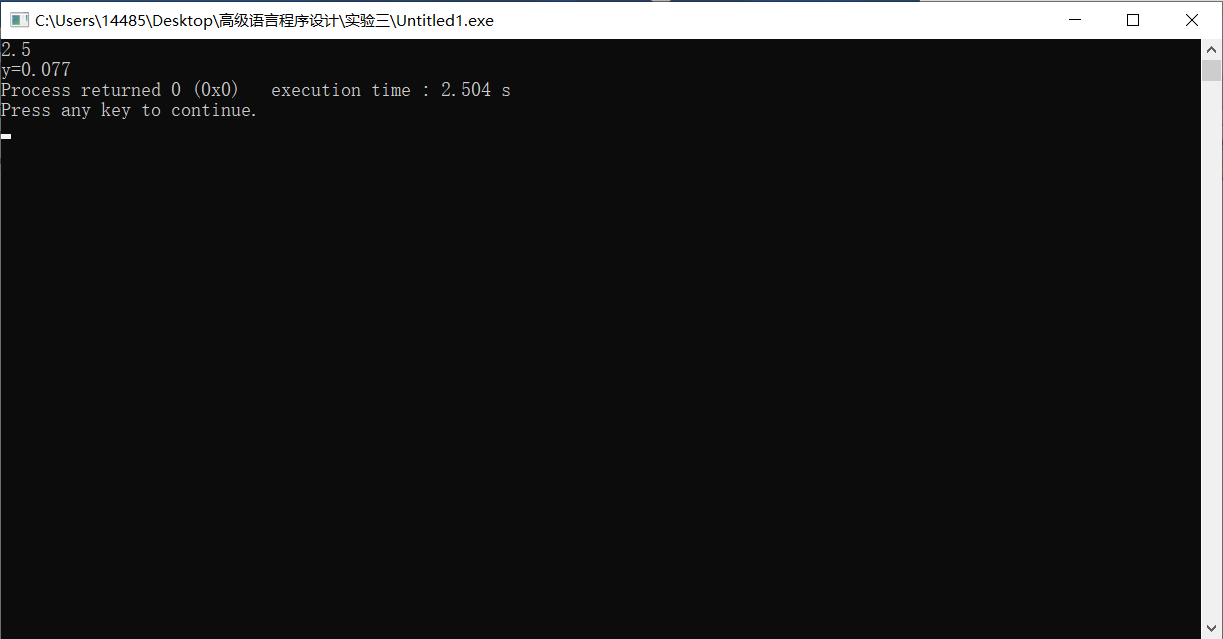 C:\Users\14485\Desktop\高级语言程序设计\实验三\Untitled1.exe
2.5
y=0.077
Process returned 0 (0x0)   execution time : 2.504 s
Press any key to continue.